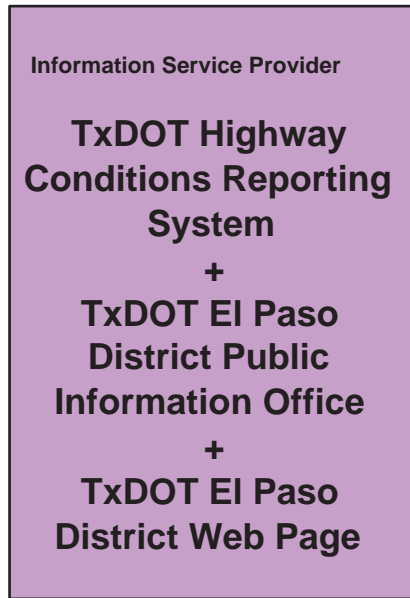 Information Service Provider
TxDOT Highway
Conditions Reporting
System
+
TxDOT El Paso
District Public
Information Office
+
TxDOT El Paso
District Web Page